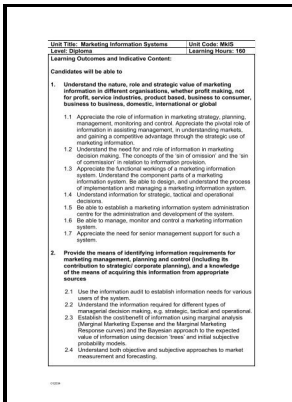 Unit Title: Marketing Information Systems Unit Code: MkIS
Level: Diploma Learning Hours: 160
Learning Outcomes and Indicative Content:
Candidates will be able to
1. Understand the nature, role and strategic value of marketing
information in different organisations, whether profit making, not
for profit, service industries, product based, business to consumer,
business to business, domestic, international or global
1.1 Appreciate the role of information in marketing strategy, planning,
management, monitoring and control. Appreciate the pivotal role of
information in assisting management, in understanding markets,
and gaining a competitive advantage through the strategic use of
marketing information.
1.2 Understand the need for and role of information in marketing
decision making. The concepts of the 'sin of omission' and the 'sin
of commission' in relation to information provision.
1.3 Appreciate the functional workings of a marketing information
system. Understand the component parts of a marketing
information system. Be able to design, and understand the process
of implementation and managing a marketing information system.
1.4 Understand information for strategic, tactical and operational
decisions.
1.5 Be able to establish a marketing information system administration
centre for the administration and development of the system.
1.6 Be able to manage, monitor and control a marketing information
system.
1.7 Appreciate the need for senior management support for such a
system.
2. Provide the means of identifying information requirements for
marketing management, planning and control (including its
contribution to strategic/ corporate planning), and a knowledge
of the means of acquiring this information from appropriate
sources
2.1 Use the information audit to establish information needs for various
users of the system.
2.2 Understand the information required for different types of
managerial decision making, e.g. strategic, tactical and operational.
2.3 Establish the cost/benefit of information using marginal analysis
(Marginal Marketing Expense and the Marginal Marketing
Response curves) and the Bayesian approach to the expected
value of information using decision 'trees' and initial subjective
probability models.
2.4 Understand both objective and subjective approaches to market
measurement and forecasting.